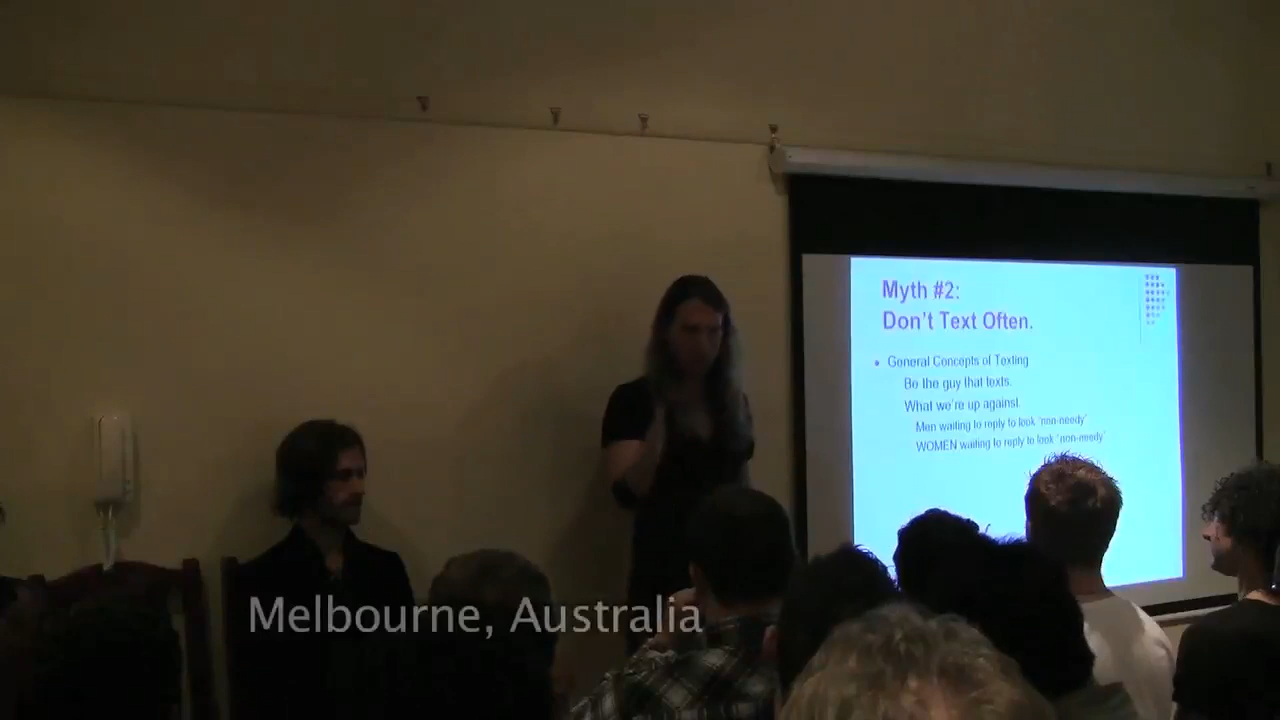 Myth #2:
Don't Text Often.
General Concepts of Texting
Be the guy that texts.
What we're up against.
Men waiting to reply to look "non-needy"
WOMEN waiting to reply to look "non-needy"
Melbourne, Australia